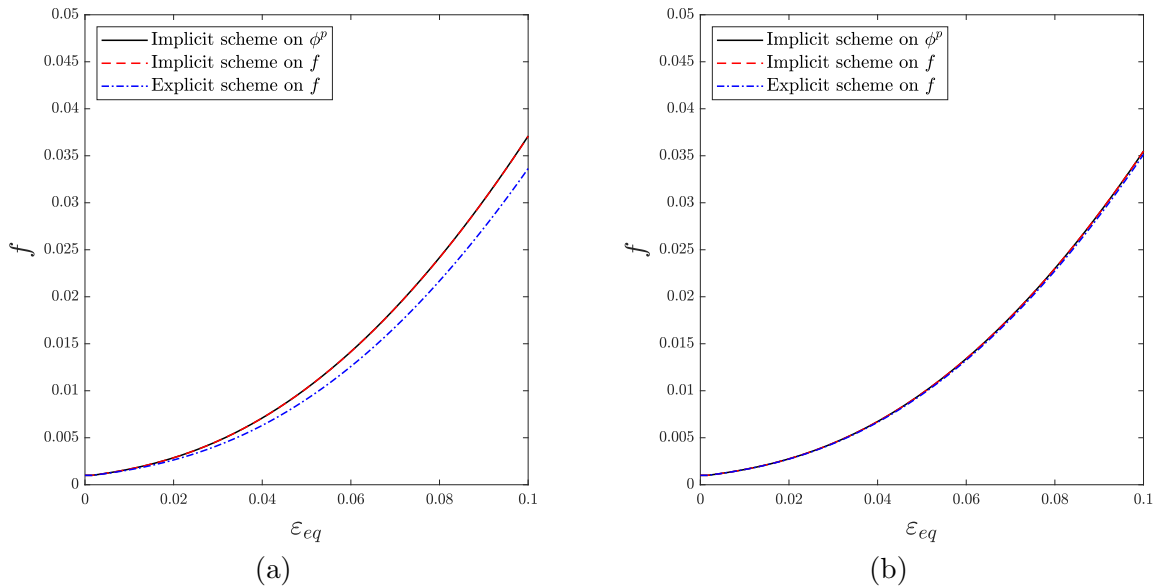 0.05
0.045
0.04
0.035
0.03
0.025
0.02
0.015
0.01
0.005
0
0
0.02
0.04
0.06
0.08
0.1
f
ε_{eq}
Implicit scheme on ϕ^p
Implicit scheme on f
Explicit scheme on f
(a)
0.05
0.045
0.04
0.035
0.03
0.025
0.02
0.015
0.01
0.005
0
0
0.02
0.04
0.06
0.08
0.1
f
ε_{eq}
Implicit scheme on ϕ^p
Implicit scheme on f
Explicit scheme on f
(b)